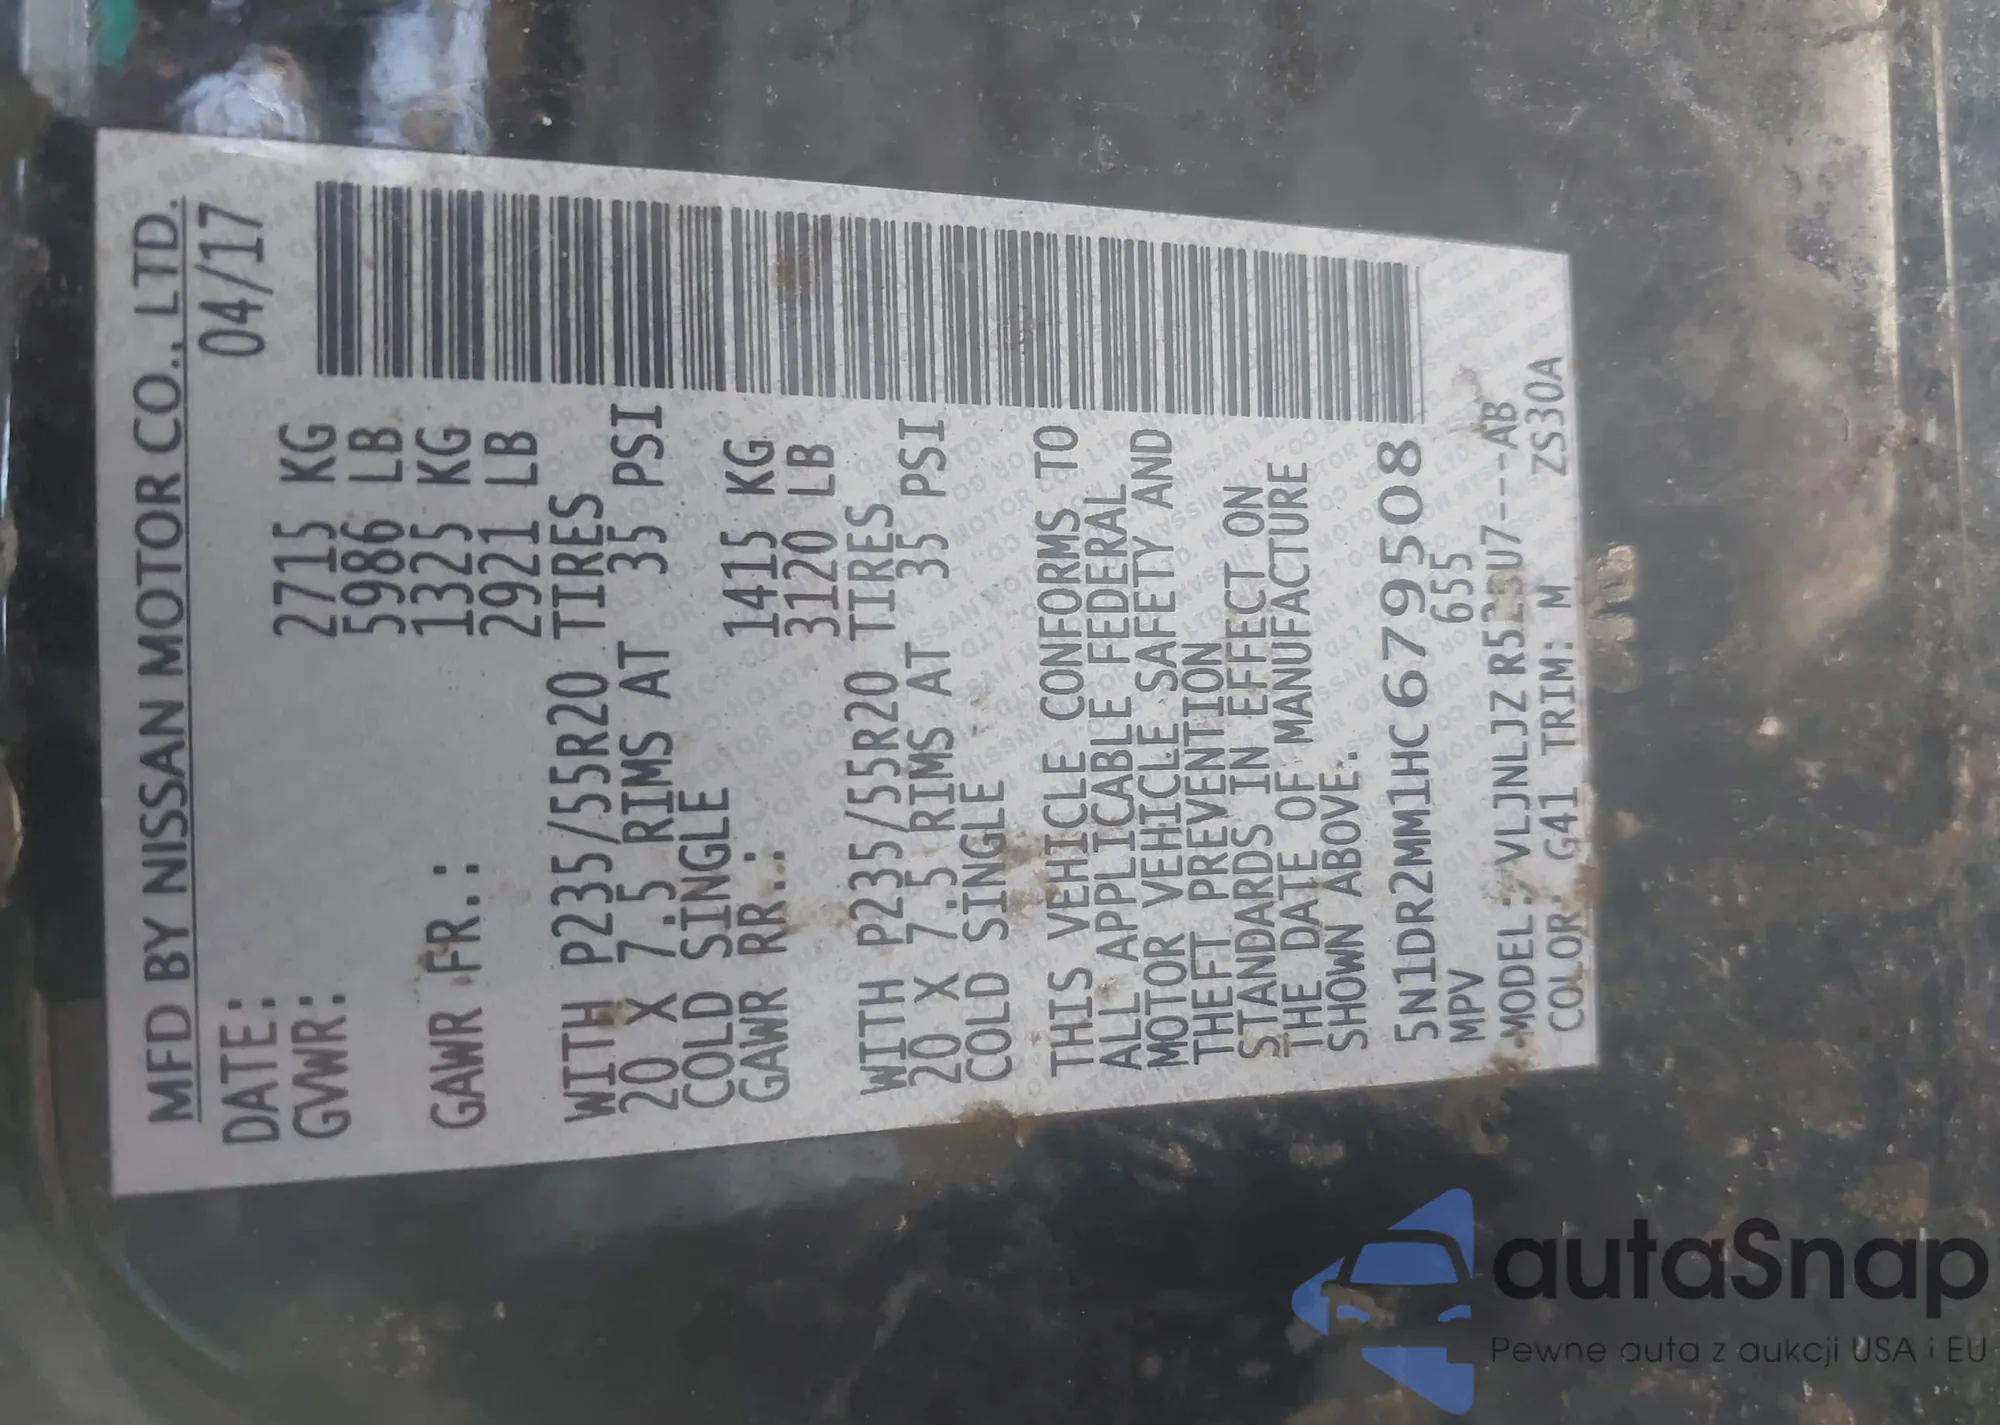 MFD BY NISSAN MOTOR CO., LTD.
DATE: 04/17
GVWR: 2715 KG
5986 LB
GAWR FR.: 1325 KG
2921 LB
WITH P235/55R20 TIRES
20 X 7.5 RIMS AT 35 PSI
COLD SINGLE
GAWR RR.: 1415 KG
3120 LB
WITH P235/55R20 TIRES
20 X 7.5 RIMS AT 35 PSI
COLD SINGLE
THIS VEHICLE CONFORMS TO
ALL APPLICABLE FEDERAL
MOTOR VEHICLE SAFETY AND
THEFT PREVENTION
STANDARDS IN EFFECT ON
THE DATE OF MANUFACTURE
SHOWN ABOVE.
5N1DR2MM1HC679508
MPV 655
MODEL: VLJNLJZ R523U7---AB
COLOR: G41 TRIM: M ZS30A
autaSnap
Pewne auta z aukcji USA i EU